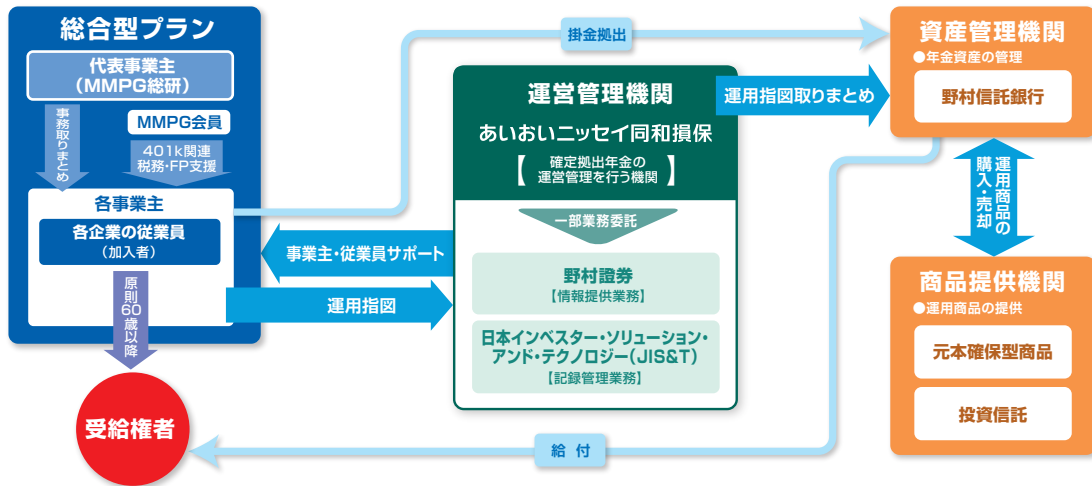 総合型プラン
代表事業主
（MMPG総研）
事務取りまとめ
MMPG会員
401k関連
税務・FP支援
各事業主
各企業の従業員
（加入者）
原則60歳以降
受給権者
掛金拠出
運営管理機関
あいおいニッセイ同和損保
【確定拠出年金の
運営管理を行う機関】
一部業務委託
野村證券
【情報提供業務】
日本インベスター・ソリューション・
アンド・テクノロジー（JIS&T）
【記録管理業務】
事業主・従業員サポート
運用指図
運用指図取りまとめ
資産管理機関
●年金資産の管理
野村信託銀行
運用商品の
購入・売却
商品提供機関
●運用商品の提供
元本確保型商品
投資信託
給付